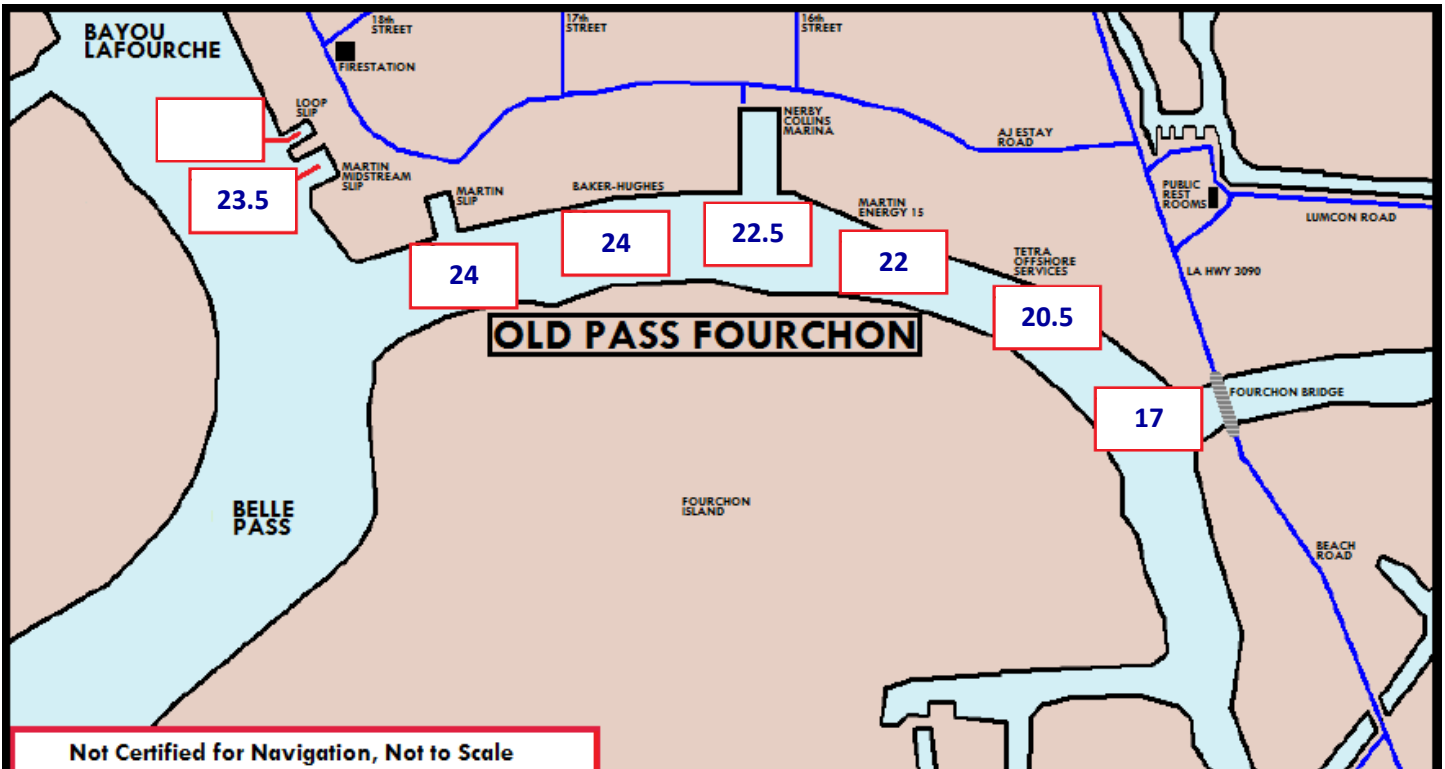 BAYOU
LAFOURCHE
18th
STREET
17th
STREET
16th
STREET
FIRESTATION
LOOP
SLIP
NERBY
COLLINS
MARINA
AJ ESTAY
ROAD
MARTIN
MIDSTREAM
SLIP
23.5
MARTIN
SLIP
BAKER-HUGHES
MARTIN
ENERGY 15
PUBLIC
REST
ROOMS
LUMCON ROAD
24
24
22.5
22
TETRA
OFFSHORE
SERVICES
LA HWY 3090
20.5
OLD PASS FOURCHON
17
FOURCHON BRIDGE
BELLE
PASS
FOURCHON
ISLAND
BEACH
ROAD
Not Certified for Navigation, Not to Scale